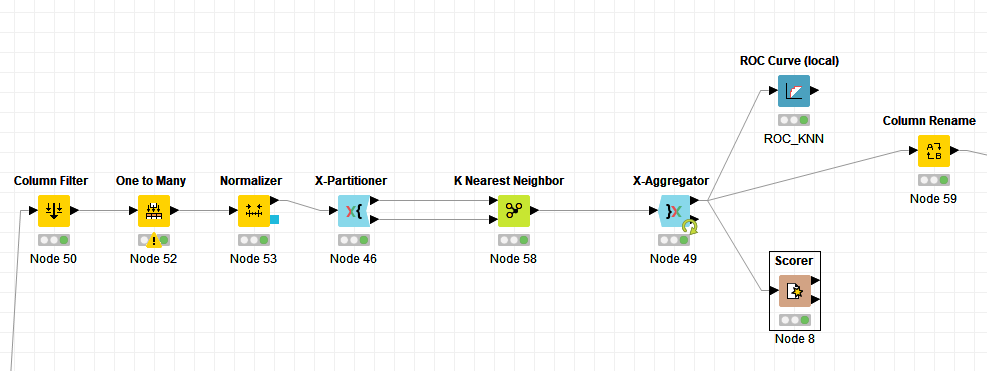 ROC Curve (local)
ROC_KNN
Column Rename
Node 59
Column Filter
One to Many
Normalizer
X-Partitioner
K Nearest Neighbor
X-Aggregator
Node 50
Node 52
Node 53
Node 46
Node 58
Node 49
Scorer
Node 8